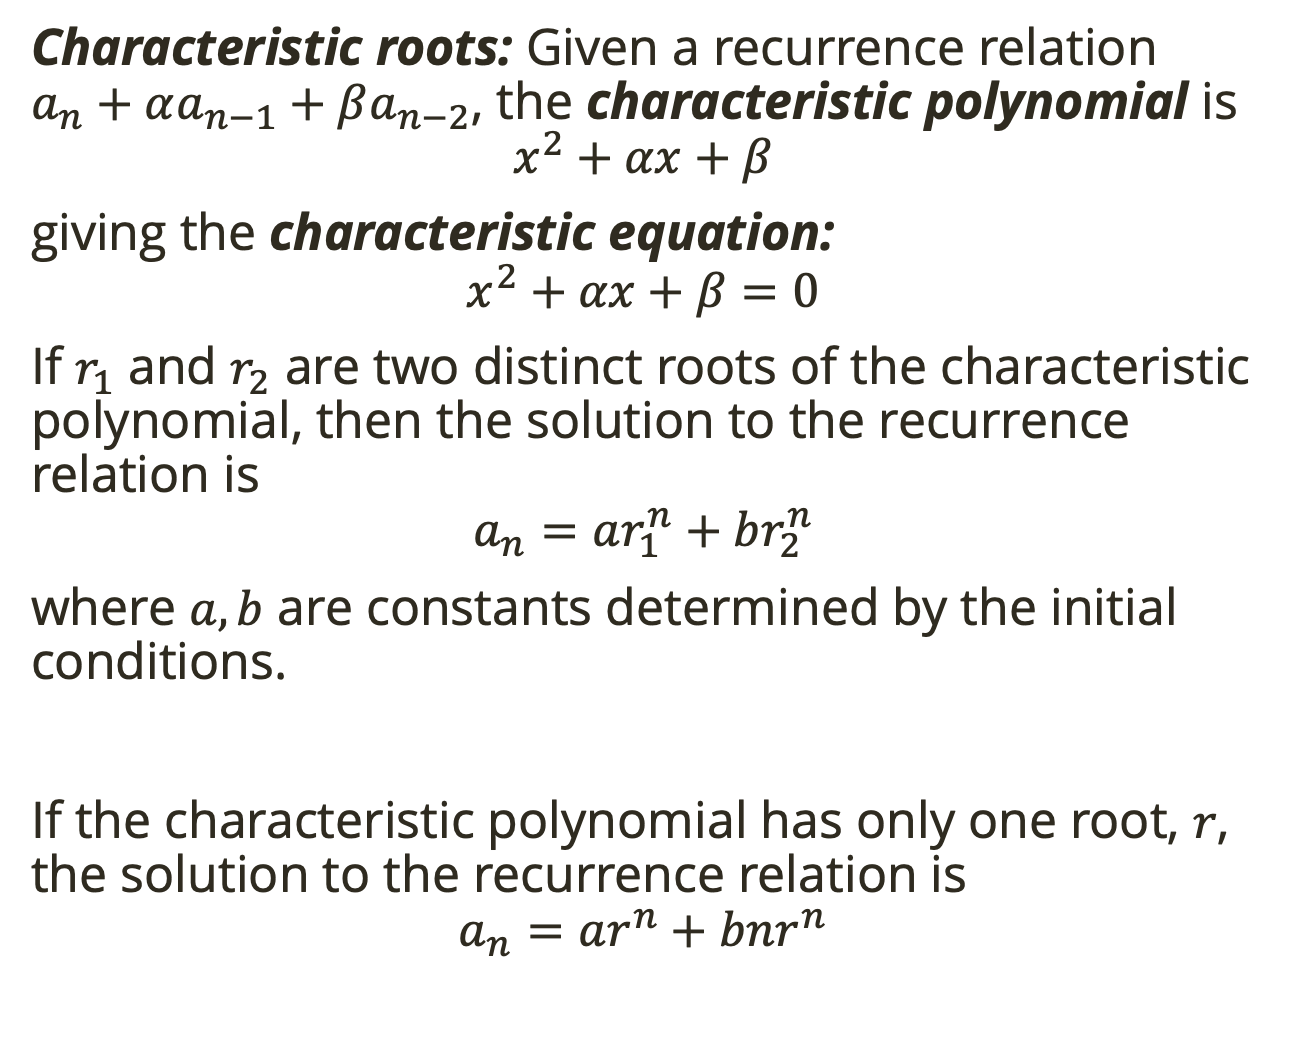 Characteristic roots: Given a recurrence relation
aₙ + αaₙ₋₁ + βaₙ₋₂, the characteristic polynomial is
x² + αx + β
giving the characteristic equation:
x² + αx + β = 0
If r₁ and r₂ are two distinct roots of the characteristic
polynomial, then the solution to the recurrence
relation is
aₙ = ar₁ⁿ + br₂ⁿ
where a, b are constants determined by the initial
conditions.
If the characteristic polynomial has only one root, r,
the solution to the recurrence relation is
aₙ = arⁿ + bnrⁿ